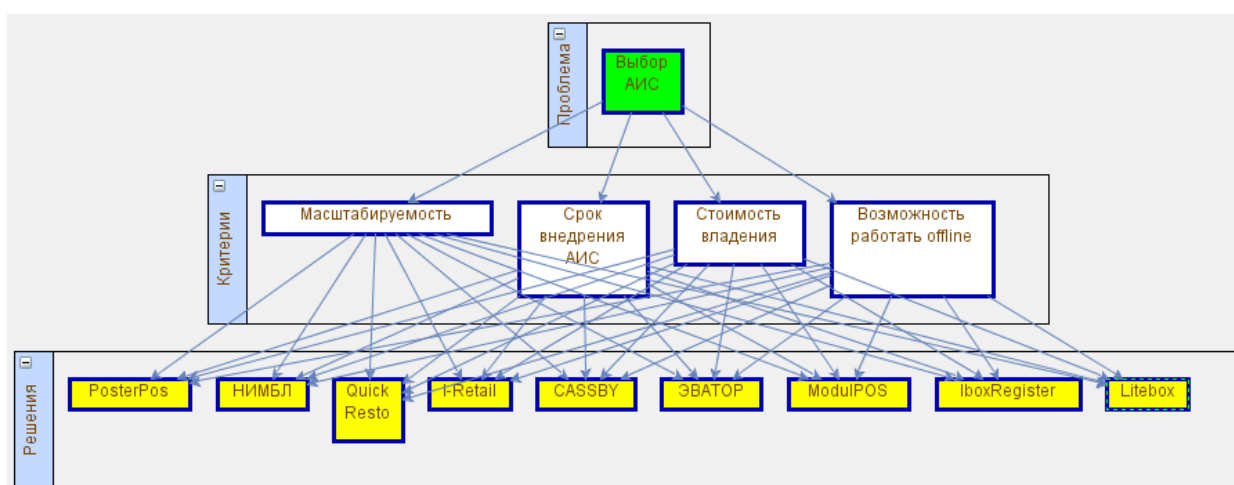 Проблема
Выбор
АИС
Критерии
Масштабируемость
Срок
внедрения
АИС
Стоимость
владения
Возможность
работать offline
Решения
PosterPos
НИМБЛ
Quick
Resto
I-Retail
CASSBY
ЭВАТОР
ModulPOS
IboxRegister
Litebox